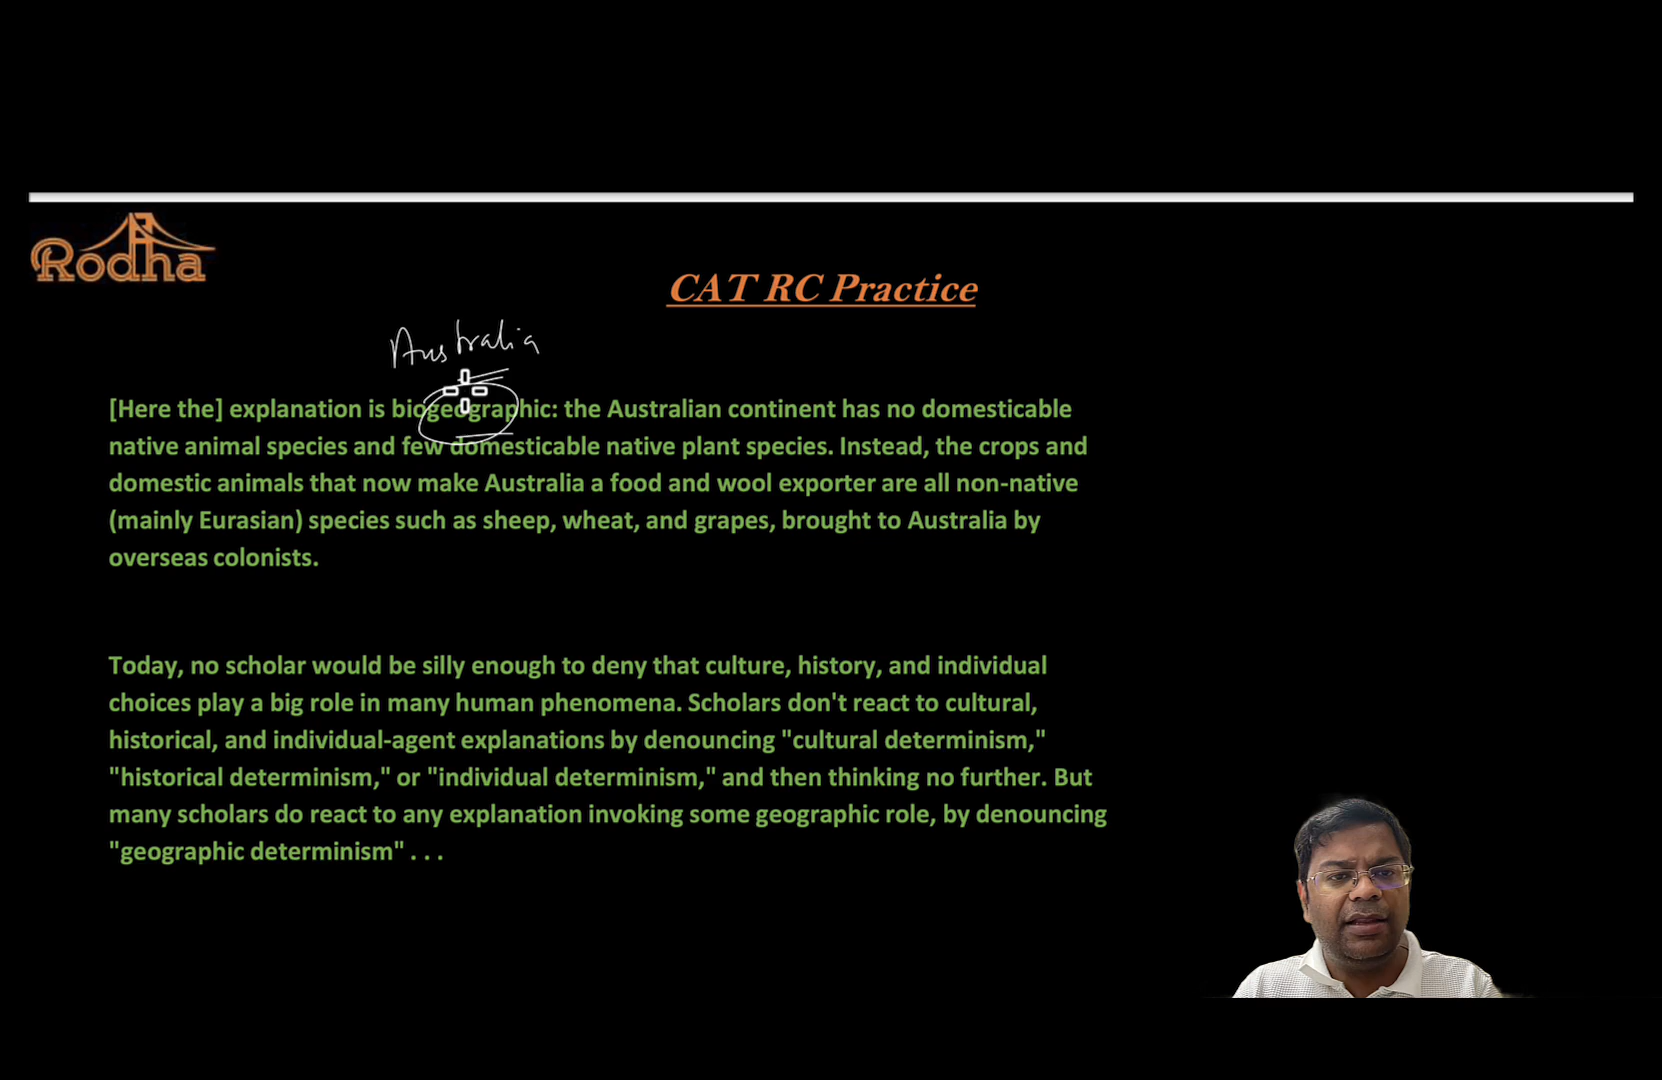 Rodha
CAT RC Practice
Australia
[Here the] explanation is biogeographic: the Australian continent has no domesticable
native animal species and few domesticable native plant species. Instead, the crops and
domestic animals that now make Australia a food and wool exporter are all non-native
(mainly Eurasian) species such as sheep, wheat, and grapes, brought to Australia by
overseas colonists.
Today, no scholar would be silly enough to deny that culture, history, and individual
choices play a big role in many human phenomena. Scholars don't react to cultural,
historical, and individual-agent explanations by denouncing "cultural determinism,"
"historical determinism," or "individual determinism," and then thinking no further. But
many scholars do react to any explanation invoking some geographic role, by denouncing
"geographic determinism" . . .